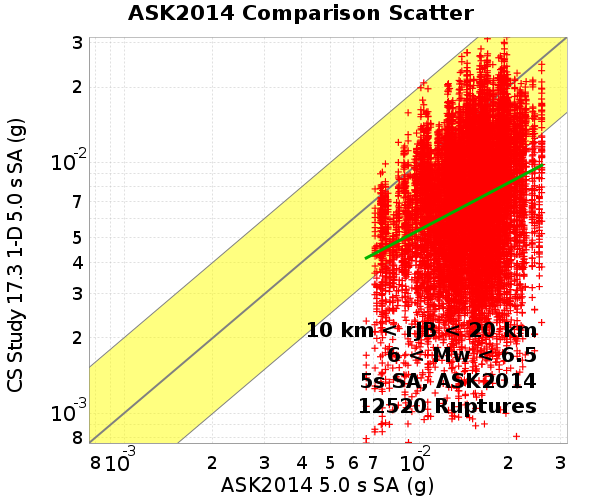 ASK2014 Comparison Scatter
CS Study 17.3 1-D 5.0 s SA (g)
3
2
10-2
7
5
4
3
2
10-3
8
10 km < rJB < 20 km
6 < Mw < 6.5
5s SA, ASK2014
12520 Ruptures
8 10-3 2 3 4 5 6 7 10-2 2 3
ASK2014 5.0 s SA (g)